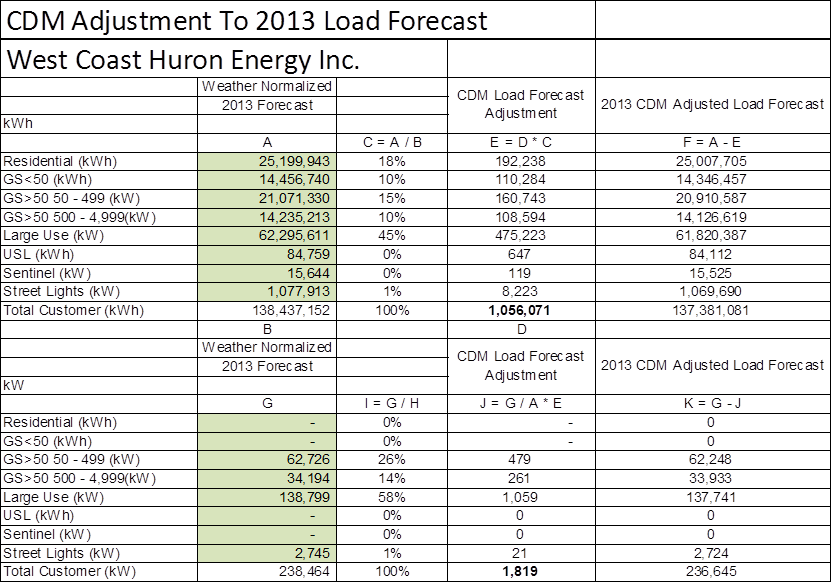 CDM Adjustment To 2013 Load Forecast
West Coast Huron Energy Inc.
Weather Normalized
2013 Forecast CDM Load Forecast Adjustment 2013 CDM Adjusted Load Forecast
kWh
A C = A / B E = D * C F = A - E
Residential (kWh) 25,199,943 18% 192,238 25,007,705
GS<50 (kWh) 14,456,740 10% 110,284 14,346,457
GS>50 50 - 499 (kW) 21,071,330 15% 160,743 20,910,587
GS>50 500 - 4,999(kW) 14,235,213 10% 108,594 14,126,619
Large Use (kW) 62,295,611 45% 475,223 61,820,387
USL (kWh) 84,759 0% 647 84,112
Sentinel (kW) 15,644 0% 119 15,525
Street Lights (kW) 1,077,913 1% 8,223 1,069,690
Total Customer (kWh) 138,437,152 100% 1,056,071 137,381,081
B D
Weather Normalized
2013 Forecast CDM Load Forecast Adjustment 2013 CDM Adjusted Load Forecast
kW
G I = G / H J = G / A * E K = G - J
Residential (kWh) - 0% - 0
GS<50 (kWh) - 0% - 0
GS>50 50 - 499 (kW) 62,726 26% 479 62,248
GS>50 500 - 4,999(kW) 34,194 14% 261 33,933
Large Use (kW) 138,799 58% 1,059 137,741
USL (kWh) - 0% 0 0
Sentinel (kW) - 0% 0 0
Street Lights (kW) 2,745 1% 21 2,724
Total Customer (kW) 238,464 100% 1,819 236,645